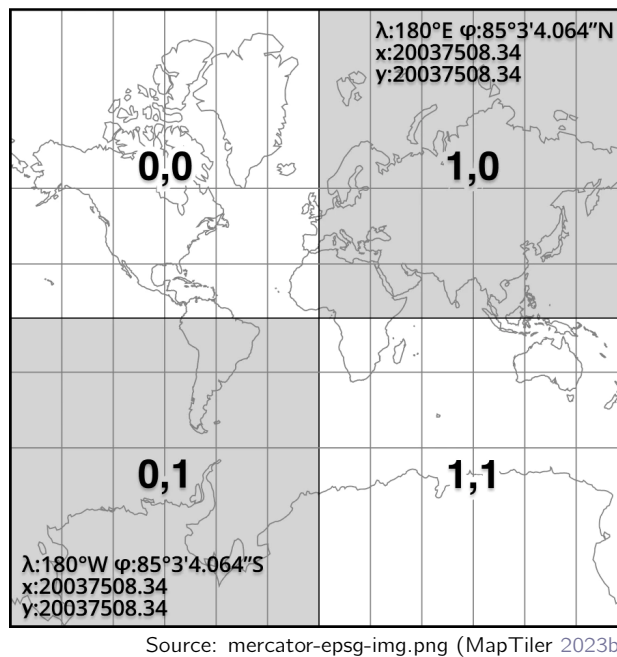 λ:180°E φ:85°3'4.064”N
x:20037508.34
y:20037508.34
0,0
1,0
0,1
1,1
λ:180°W φ:85°3'4.064”S
x:20037508.34
y:20037508.34
Source: mercator-epsg-img.png (MapTiler 2023b